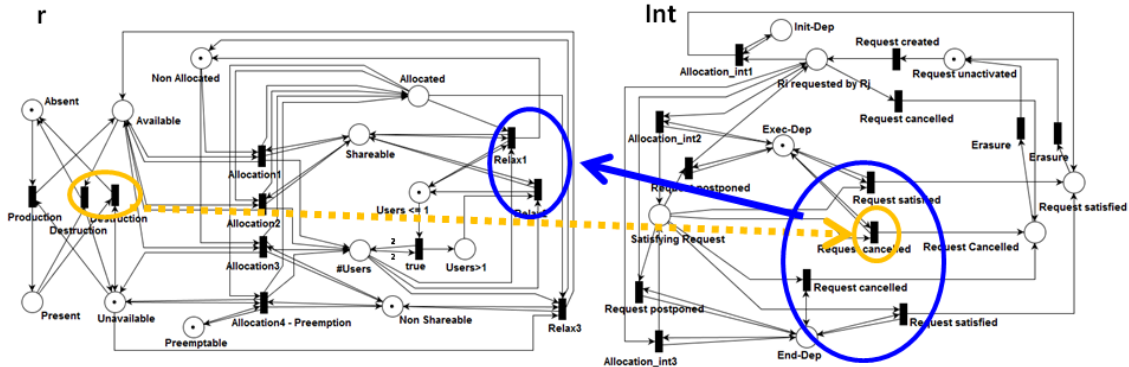 r
Int
Init-Dep
Request created
Allocation_int1
Ri requested by Rj
Request unactivated
Non Allocated
Allocated
Absent
Available
Request cancelled
Allocation_int2
Exec-Dep
Shareable
Relax1
Erasure
Erasure
Allocation1
Request postponed
Users <= 1
Relax2
Request satisfied
Request satisfied
Production
Destruction
Destruction
Allocation2
Satisfying Request
Request cancelled
Request Cancelled
2
2
#Users
true
Users>1
Allocation3
Request cancelled
Present
Unavailable
Allocation4 - Preemption
Non Shareable
Relax3
Request postponed
Request satisfied
Preemptable
End-Dep
Allocation_int3